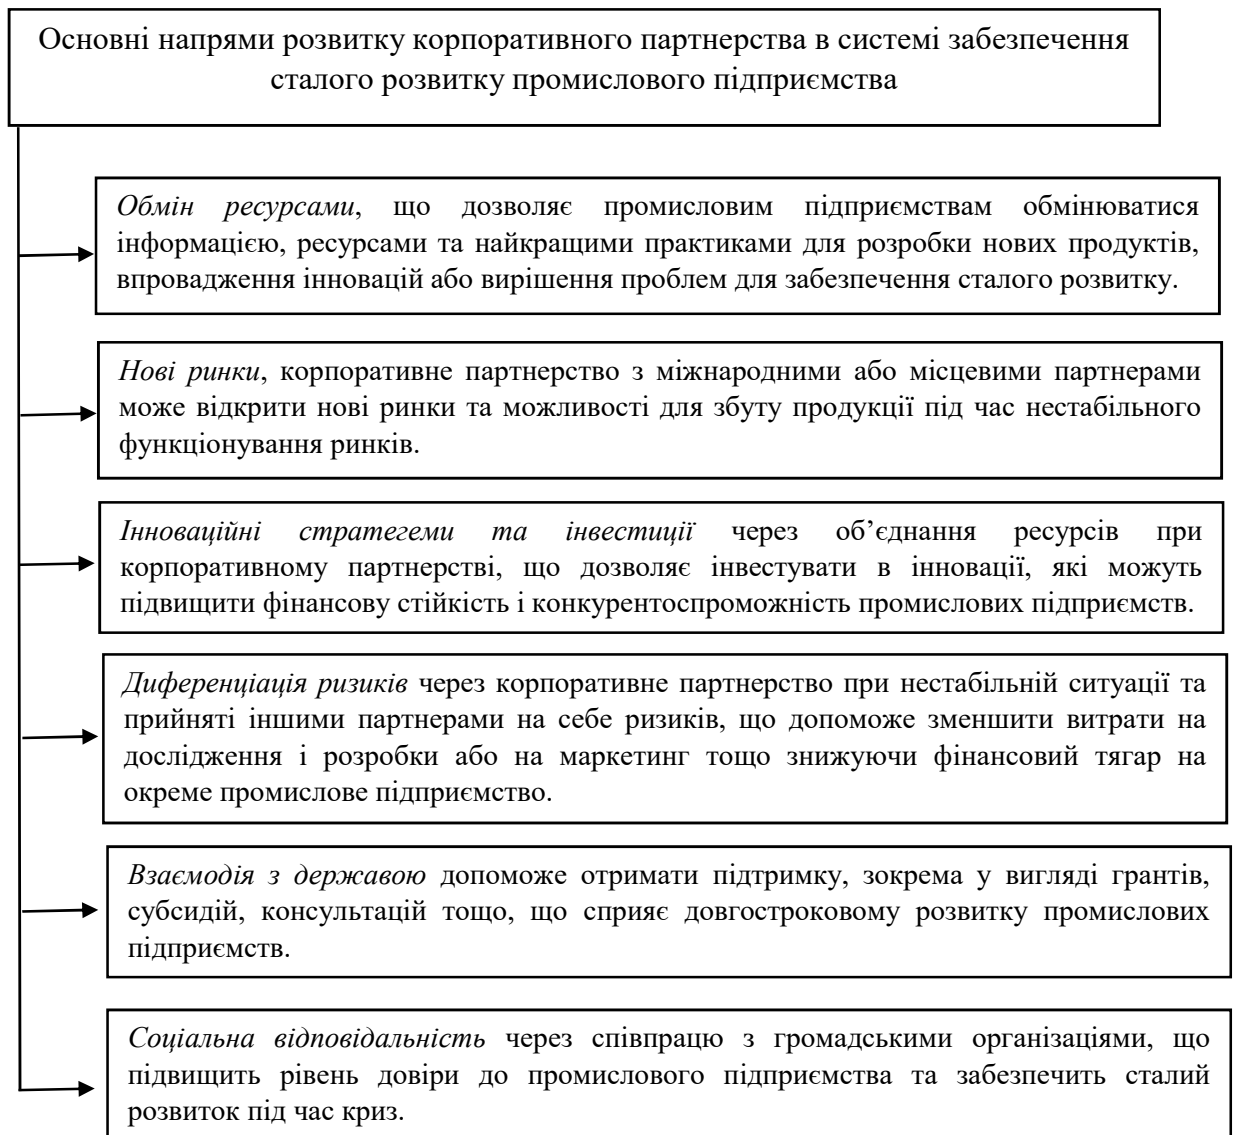 Основні напрями розвитку корпоративного партнерства в системі забезпечення
сталого розвитку промислового підприємства
Обмін ресурсами, що дозволяє промисловим підприємствам обмінюватися
інформацією, ресурсами та найкращими практиками для розробки нових продуктів,
впровадження інновацій або вирішення проблем для забезпечення сталого розвитку.
Нові ринки, корпоративне партнерство з міжнародними або місцевими партнерами
може відкрити нові ринки та можливості для збуту продукції під час нестабільного
функціонування ринків.
Інноваційні стратегеми та інвестиції через об’єднання ресурсів при
корпоративному партнерстві, що дозволяє інвестувати в інновації, які можуть
підвищити фінансову стійкість і конкурентоспроможність промислових підприємств.
Диференціація ризиків через корпоративне партнерство при нестабільній ситуації та
прийняті іншими партнерами на себе ризиків, що допоможе зменшити витрати на
дослідження і розробки або на маркетинг тощо знижуючи фінансовий тягар на
окреме промислове підприємство.
Взаємодія з державою допоможе отримати підтримку, зокрема у вигляді грантів,
субсидій, консультацій тощо, що сприяє довгостроковому розвитку промислових
підприємств.
Соціальна відповідальність через співпрацю з громадськими організаціями, що
підвищить рівень довіри до промислового підприємства та забезпечить сталий
розвиток під час криз.